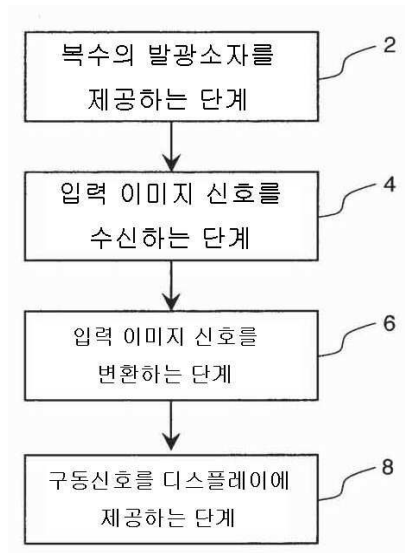 복수의 발광소자를
제공하는 단계
2
입력 이미지 신호를
수신하는 단계
4
입력 이미지 신호를
변환하는 단계
6
구동신호를 디스플레이에
제공하는 단계
8